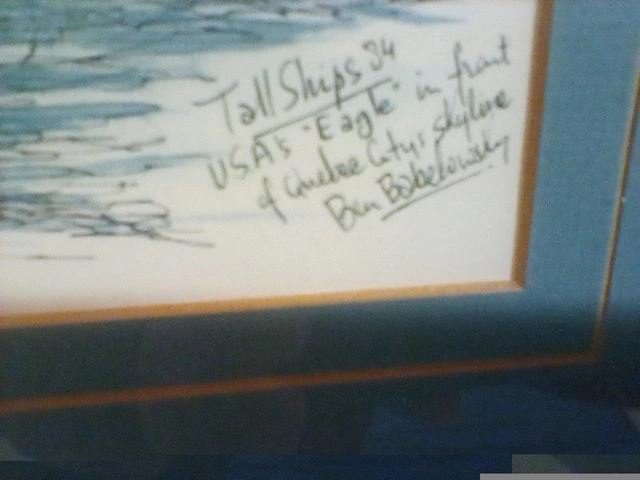 Tall Ships 84
USA's "Eagle" in front
of Quebec City's skyline
Ben Babelowsky